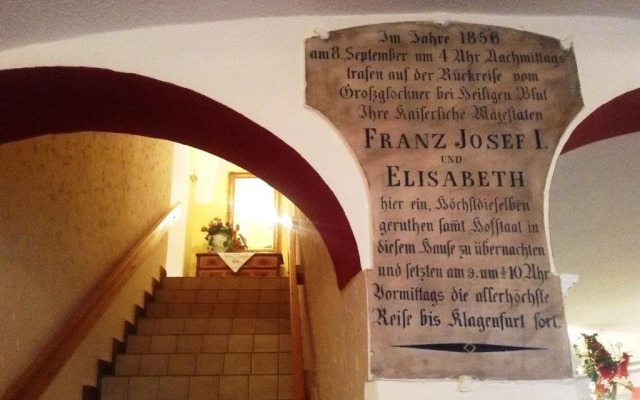 Im Jahre 1856
am 8. September um 4 Uhr Nachmittags
trafen auf der Rückreise vom
Großglockner bei Heiligen Blut
Ihre Kaiserliche Majestäten
FRANZ JOSEF I.
UND
ELISABETH
hier ein, Höchstdieselben
geruthen samt Hofstaat in
diesem Hause zu übernachten
und setzten am 9. um ½10 Uhr
Vormittags die allerhöchste
Reise bis Klagenfurt fort.